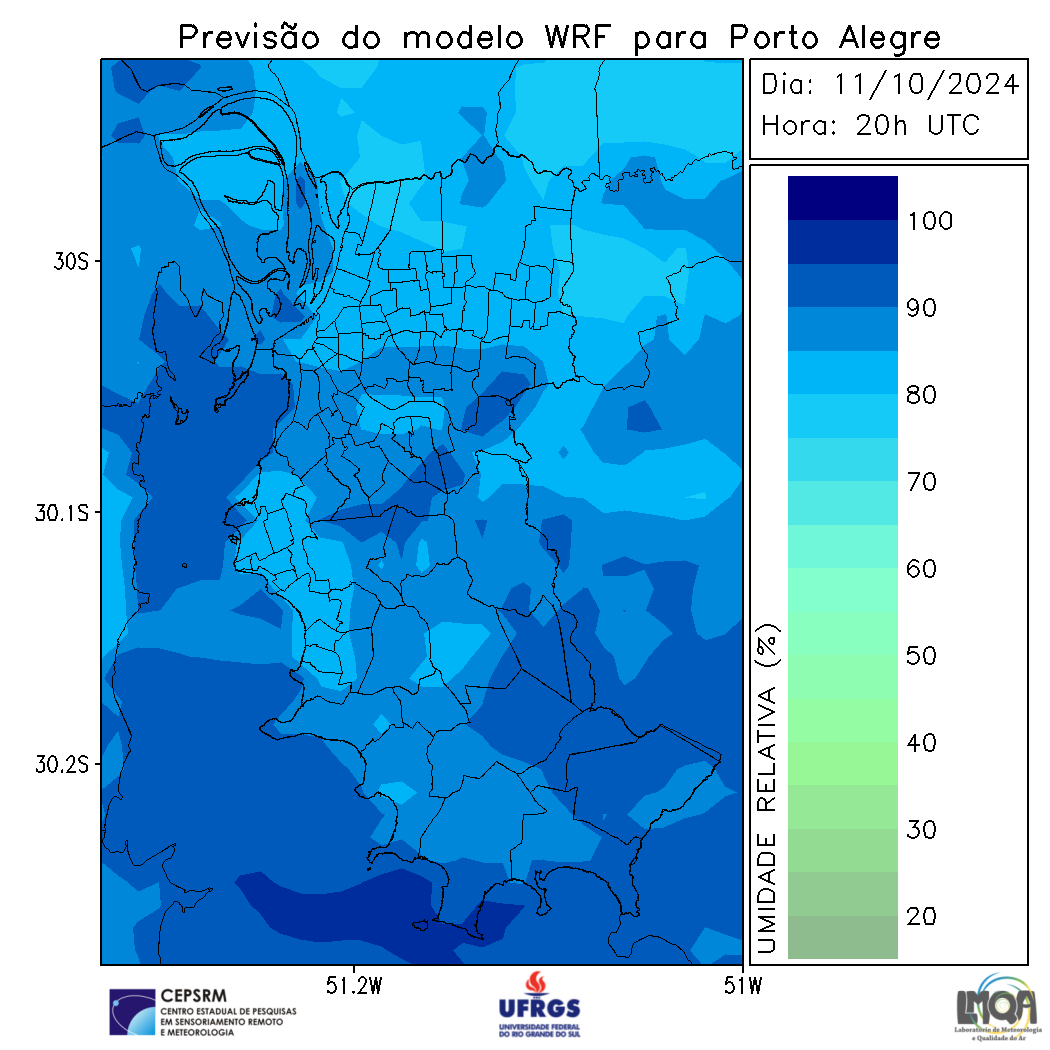 Previsão do modelo WRF para Porto Alegre
Dia: 11/10/2024
Hora: 20h UTC
30S
30.1S
30.2S
51.2W
51W
UMIDADE RELATIVA (%)
100
90
80
70
60
50
40
30
20
CEPSRM
CENTRO ESTADUAL DE PESQUISAS
EM SENSORIAMENTO REMOTO
E METEOROLOGIA
UFRGS
UNIVERSIDADE FEDERAL
DO RIO GRANDE DO SUL
LMQA
Laboratório de Meteorologia
e Qualidade do Ar